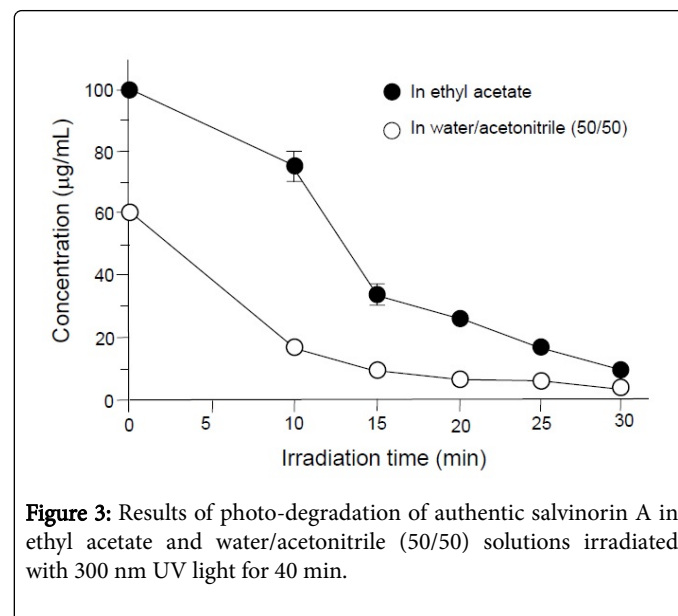 100
80
60
40
20
0
Concentration (μg/mL)
In ethyl acetate
In water/acetonitrile (50/50)
0 5 10 15 20 25 30
Irradiation time (min)
Figure 3: Results of photo-degradation of authentic salvinorin A in
ethyl acetate and water/acetonitrile (50/50) solutions irradiated
with 300 nm UV light for 40 min.